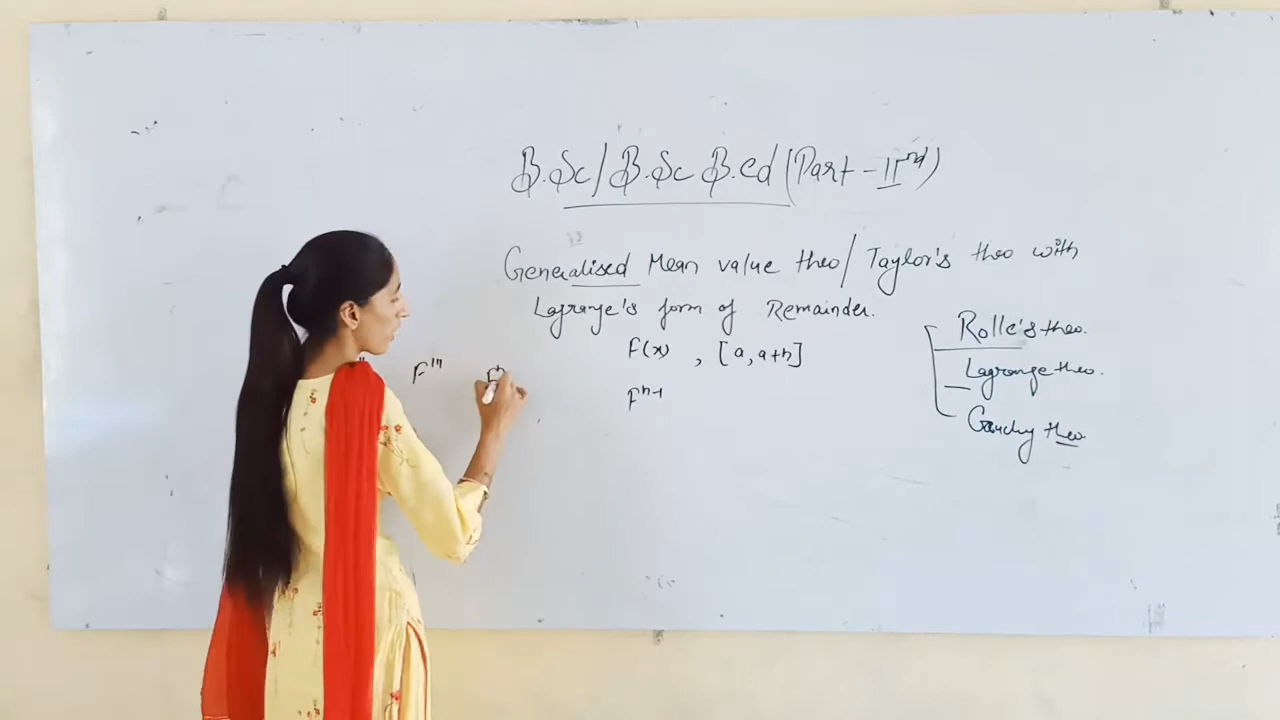 B.Sc/B.Sc B.ed (Part - IInd)
Generalised Mean value theo/ Taylor's theo with
Lagrange's form of Remainder.
F(x) , [a, a+h]
F'''
F^n-1
Rolle's theo.
Lagrange theo.
Cauchy theo